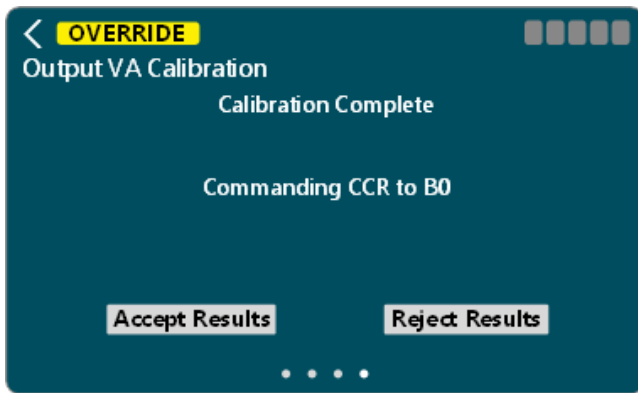 OVERRIDE
Output VA Calibration
Calibration Complete
Commanding CCR to B0
Accept Results Reject Results